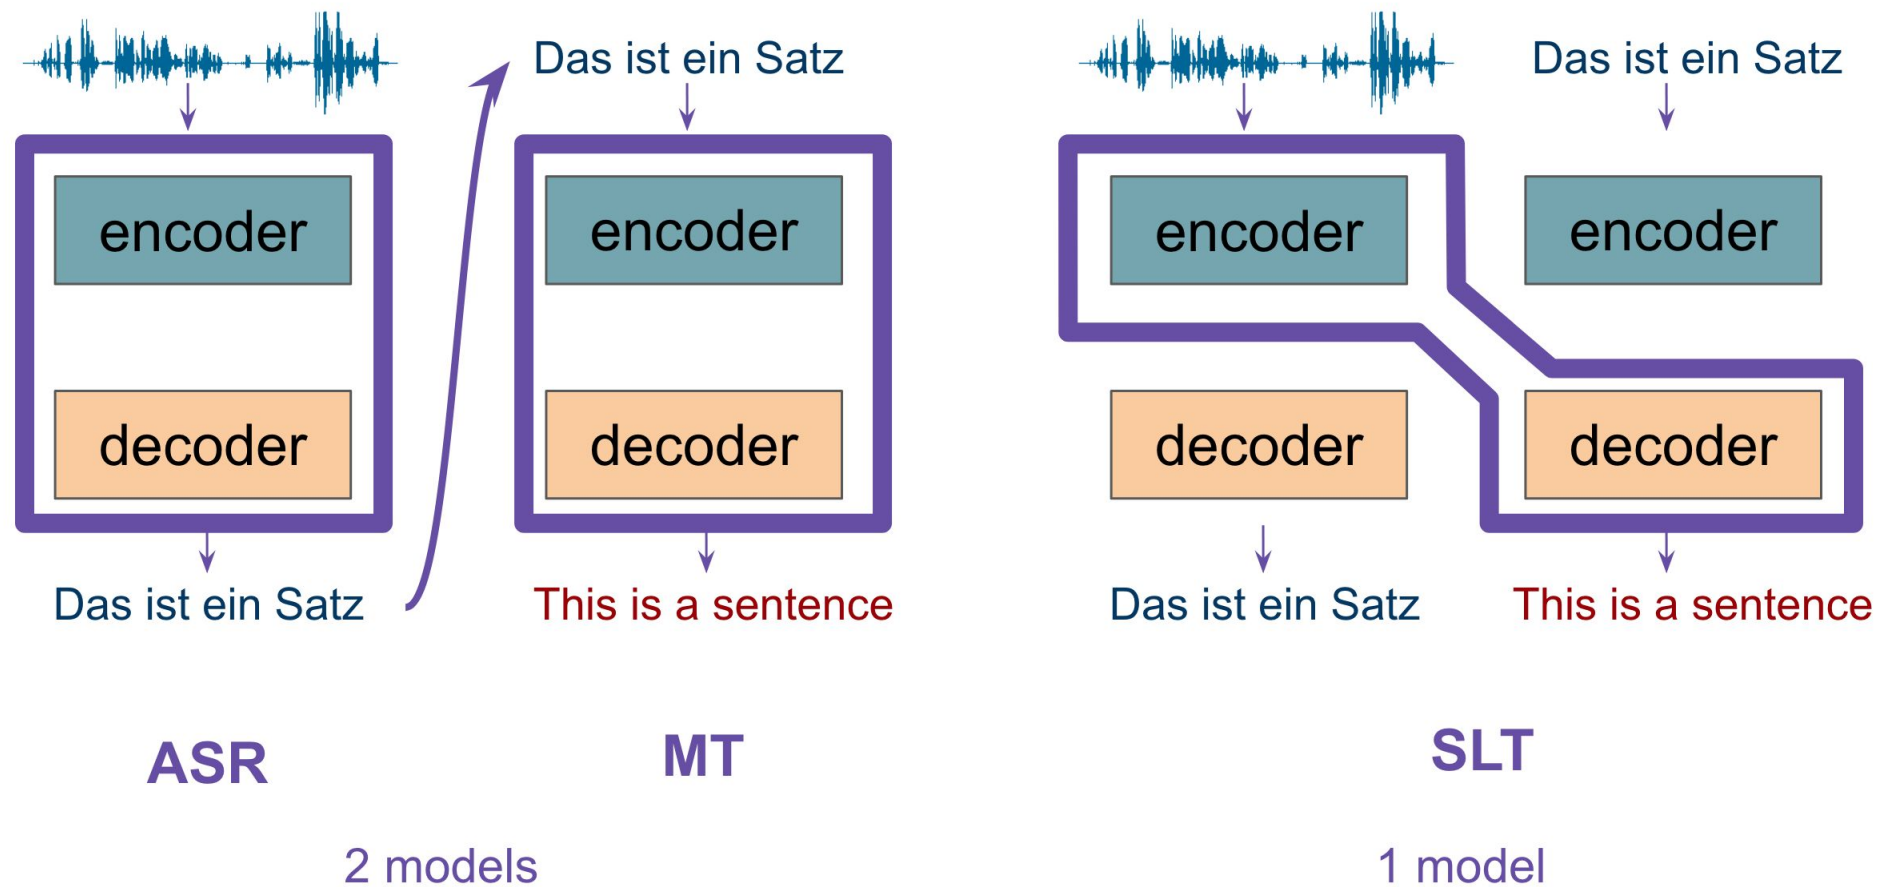 Das ist ein Satz
encoder
decoder
Das ist ein Satz
encoder
decoder
This is a sentence
ASR
MT
2 models
Das ist ein Satz
encoder
encoder
decoder
decoder
Das ist ein Satz
This is a sentence
SLT
1 model